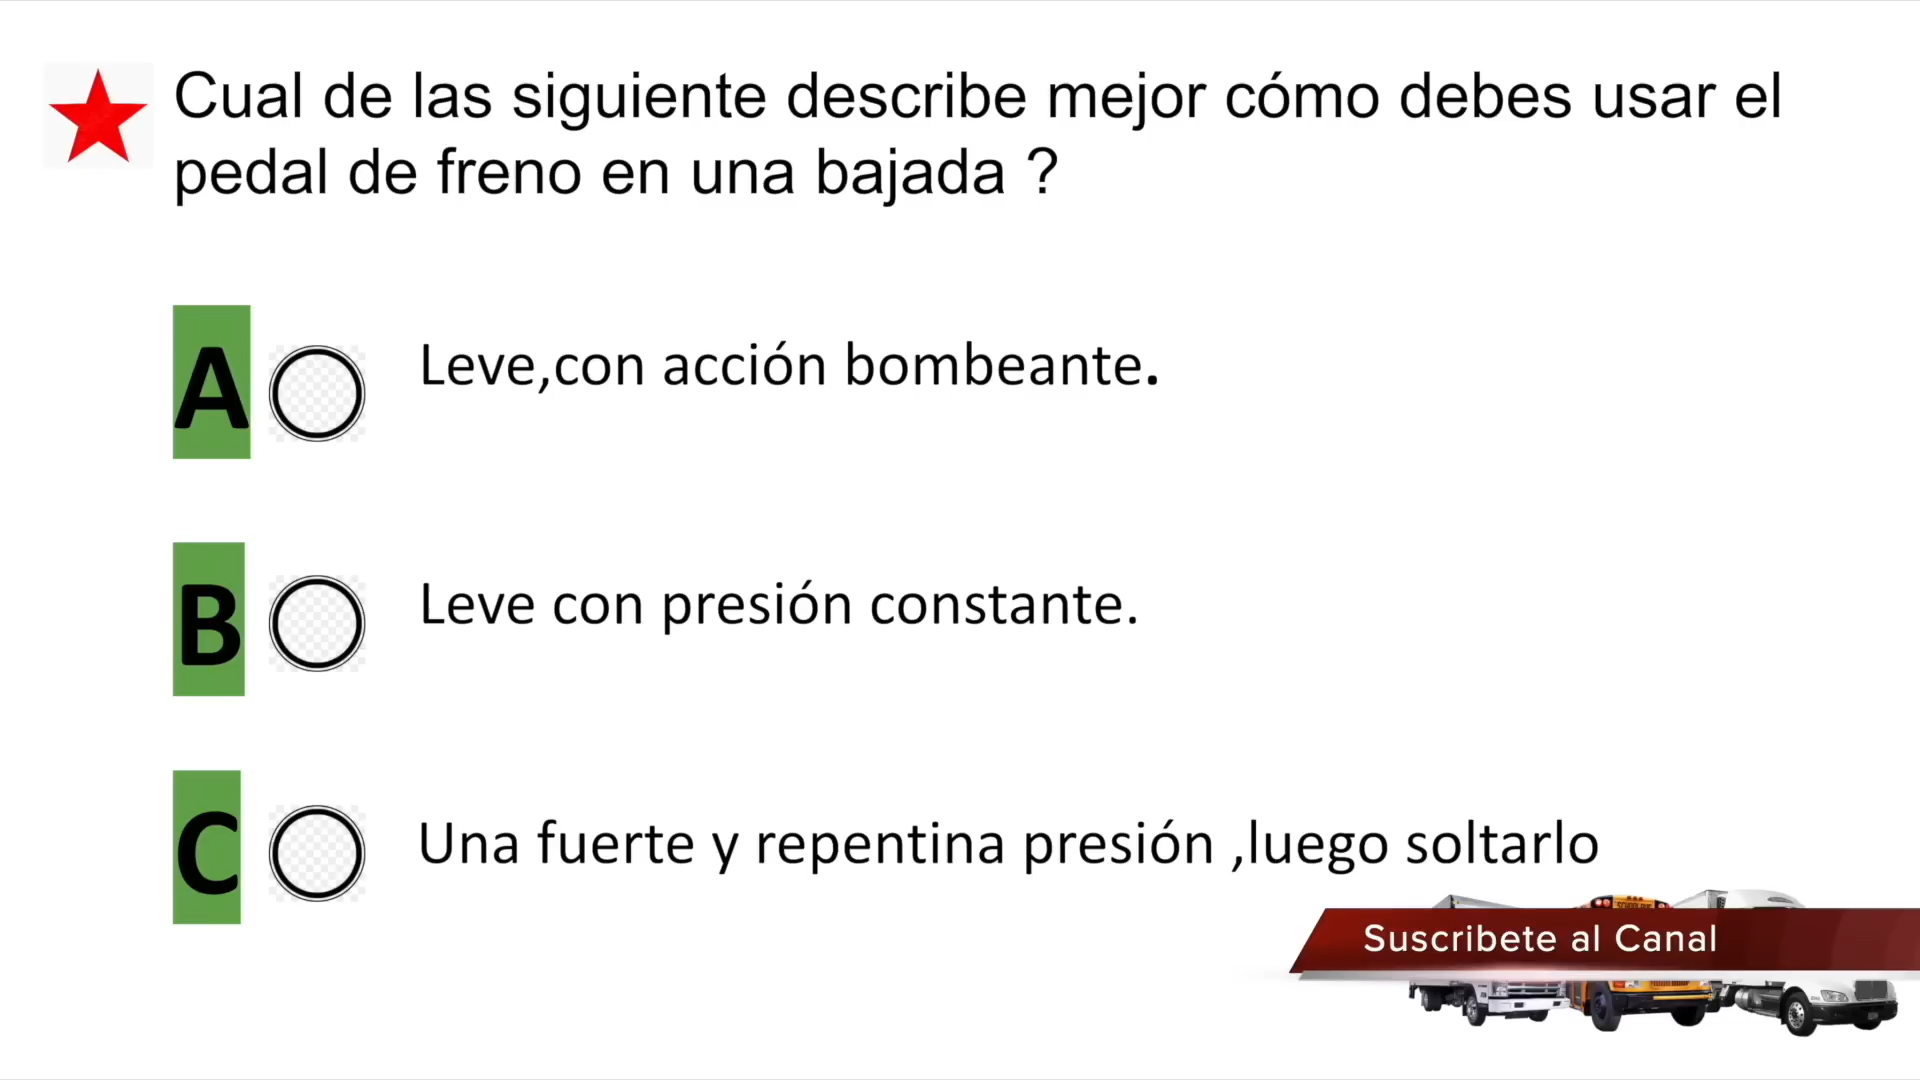 Cual de las siguiente describe mejor cómo debes usar el
pedal de freno en una bajada ?
A Leve,con acción bombeante.
B Leve con presión constante.
C Una fuerte y repentina presión ,luego soltarlo
Suscribete al Canal